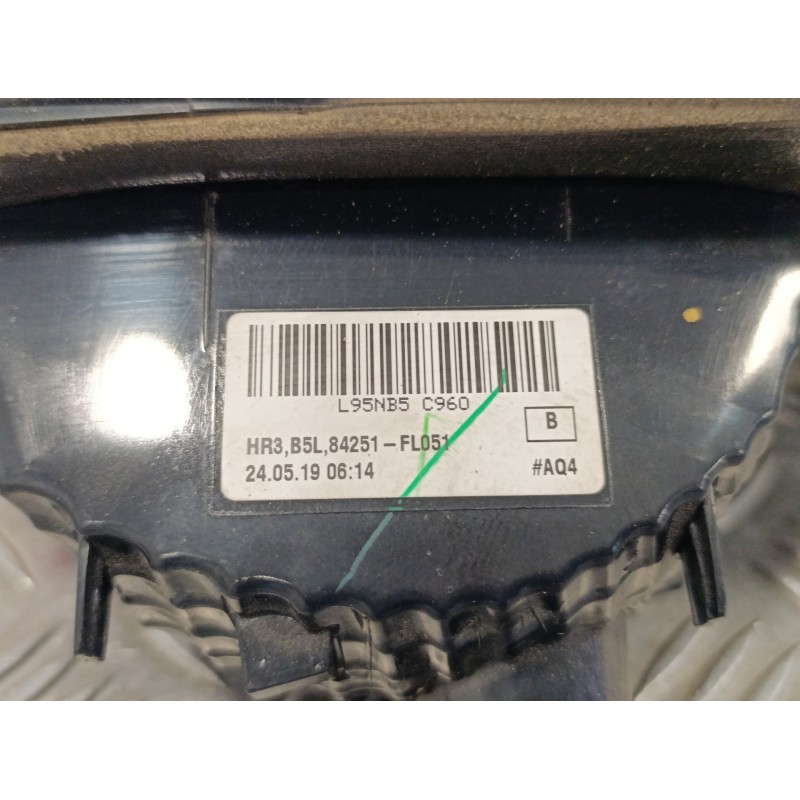 L95NB5 C960
HR3,B5L,84251-FL051
B
24.05.19 06:14
#AQ4